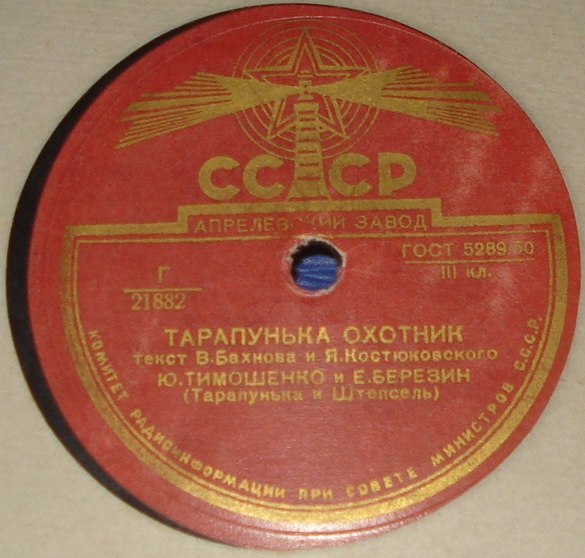 СССР
АПРЕЛЕВСКИЙ ЗАВОД
ГОСТ 5289-50
III кл.
Г
21882
ТАРАПУНЬКА ОХОТНИК
текст В.Бахнова и Я.Костюковского
Ю.ТИМОШЕНКО и Е.БЕРЕЗИН
(Тарапунька и Штепсель)
КОМИТЕТ РАДИОИНФОРМАЦИИ ПРИ СОВЕТЕ МИНИСТРОВ С.С.С.Р.